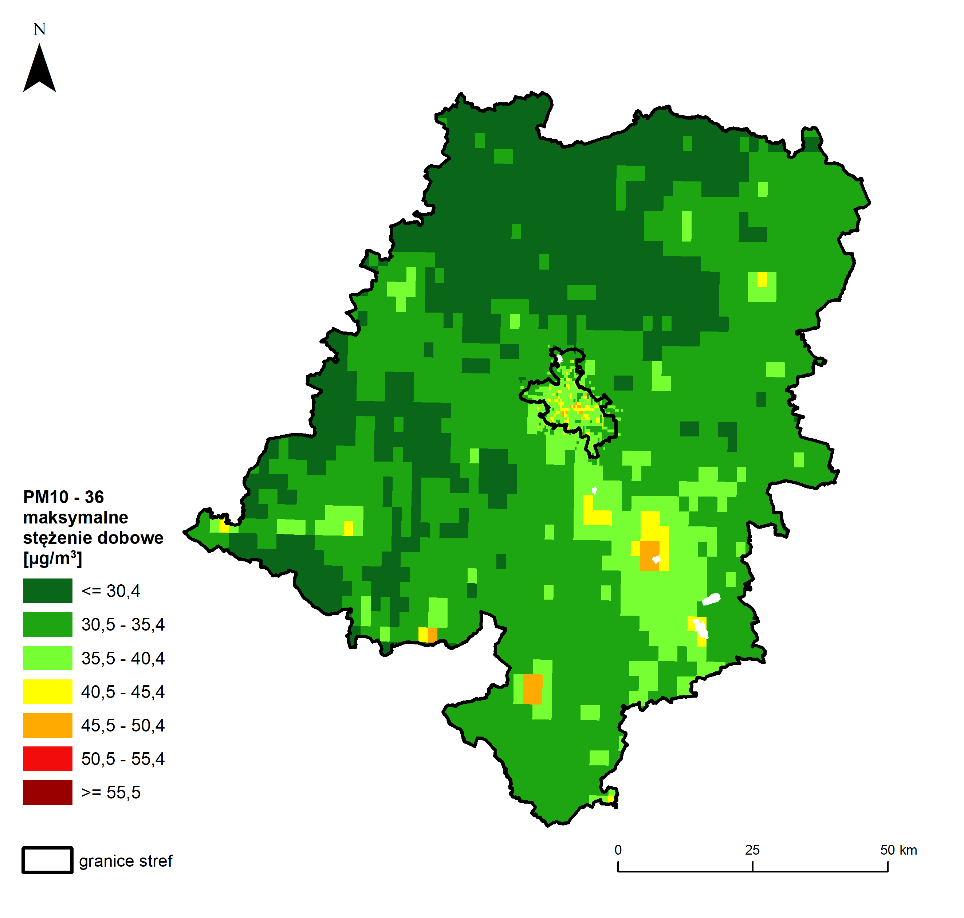 N
PM10 - 36
maksymalne
stężenie dobowe
[µg/m³]
<= 30,4
30,5 - 35,4
35,5 - 40,4
40,5 - 45,4
45,5 - 50,4
50,5 - 55,4
>= 55,5
granice stref
0 25 50 km